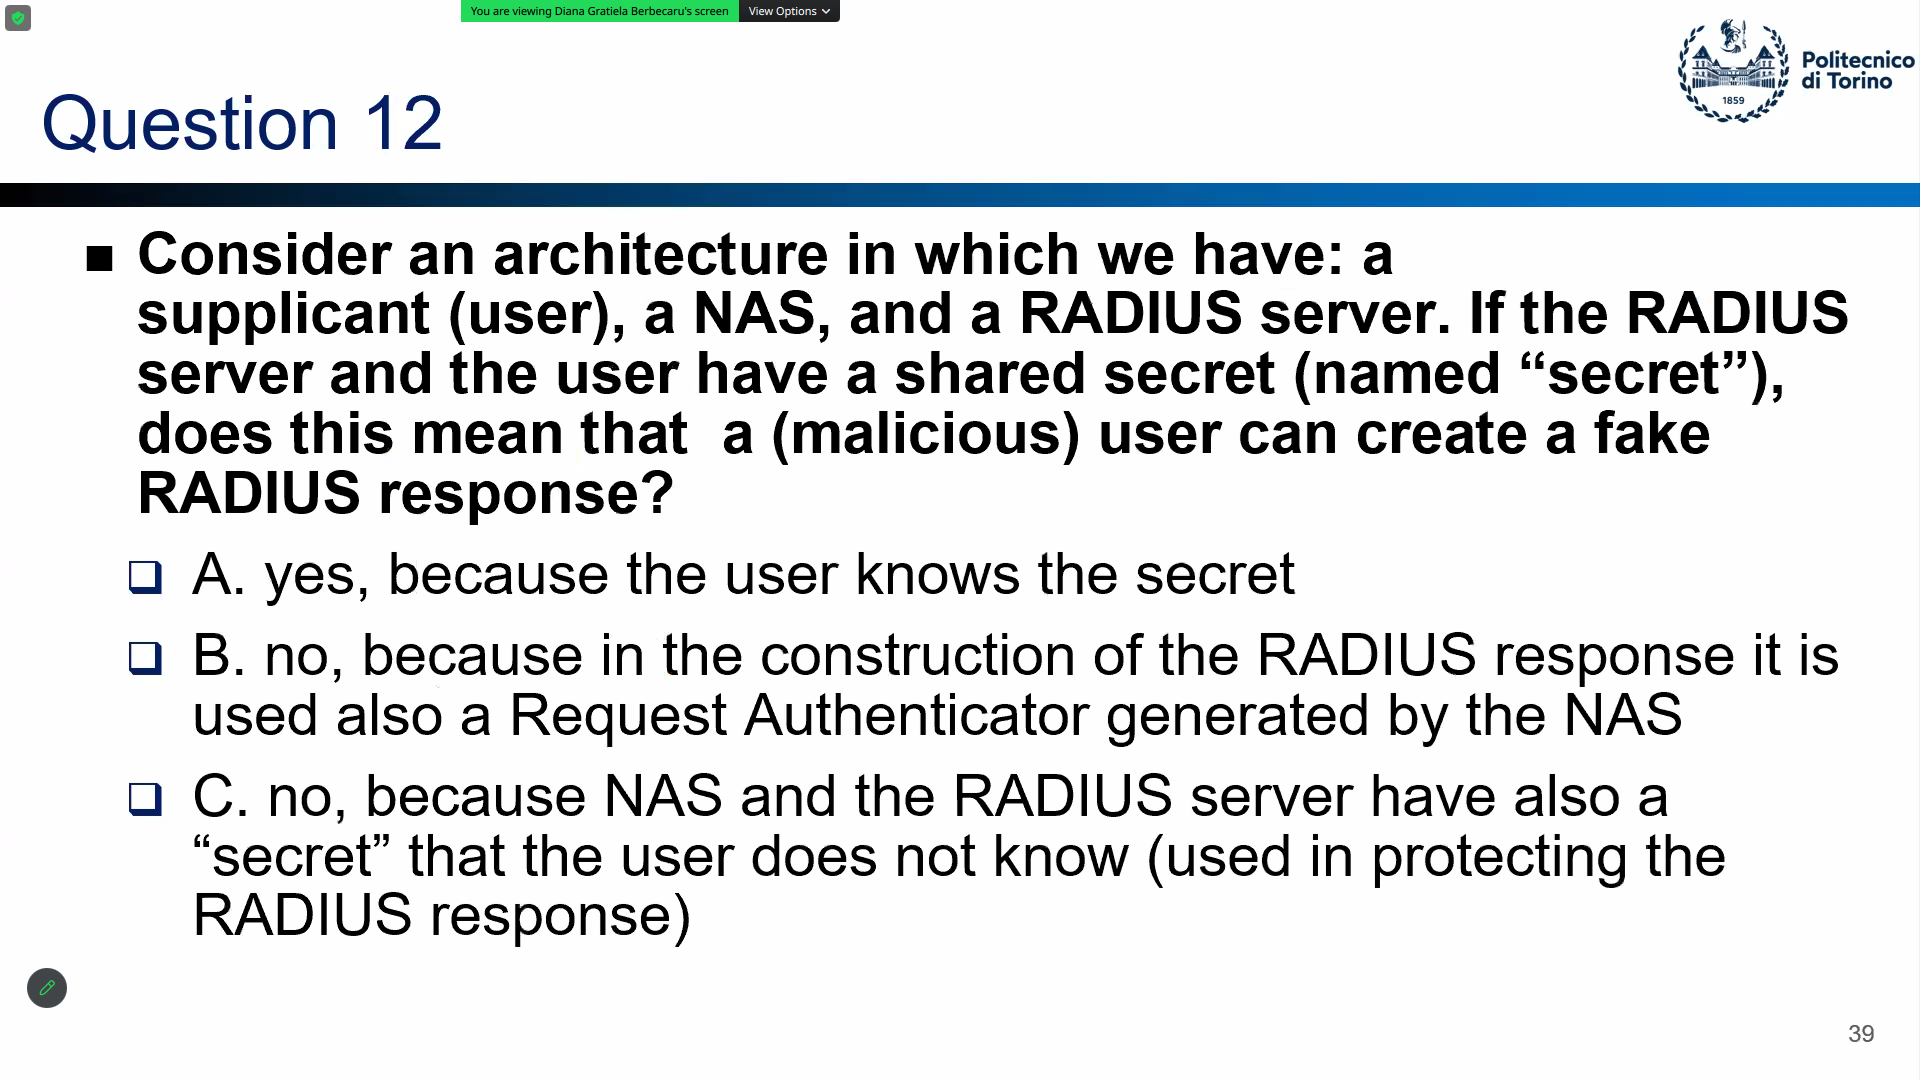 You are viewing Diana Gratiela Berbecaru's screen View Options
Politecnico
di Torino
1859
Question 12
Consider an architecture in which we have: a
supplicant (user), a NAS, and a RADIUS server. If the RADIUS
server and the user have a shared secret (named “secret”),
does this mean that  a (malicious) user can create a fake
RADIUS response?
A. yes, because the user knows the secret
B. no, because in the construction of the RADIUS response it is
used also a Request Authenticator generated by the NAS
C. no, because NAS and the RADIUS server have also a
“secret” that the user does not know (used in protecting the
RADIUS response)
39